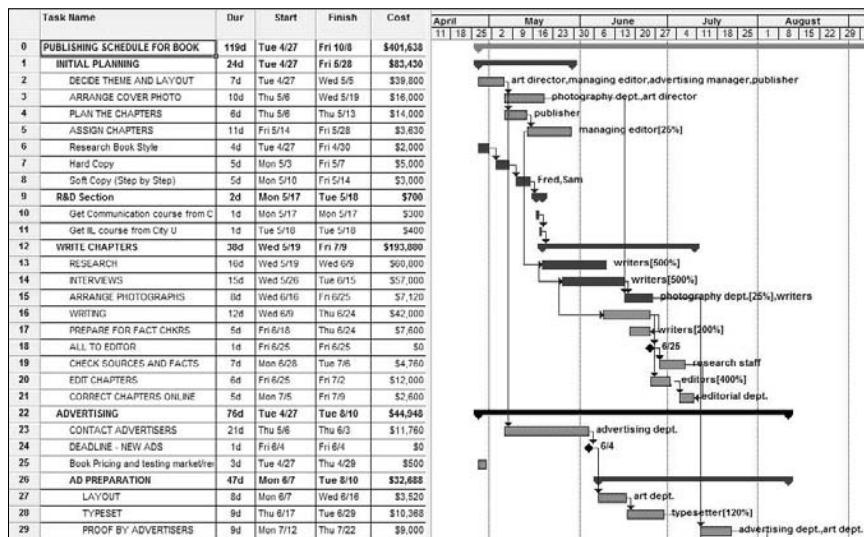 Task Name Dur Start Finish Cost April May June July August
11 18 25 2 9 16 23 30 6 13 20 27 4 11 18 25 1 8 15 22 29
0 PUBLISHING SCHEDULE FOR BOOK 119d Tue 4/27 Fri 10/8 $401,638
1 INITIAL PLANNING 24d Tue 4/27 Fri 5/28 $83,430
2 DECIDE THEME AND LAYOUT 7d Tue 4/27 Wed 5/5 $39,800 art director,managing editor,advertising manager,publisher
3 ARRANGE COVER PHOTO 10d Thu 5/6 Wed 5/19 $16,000 photography dept.,art director
4 PLAN THE CHAPTERS 6d Thu 5/6 Thu 5/13 $14,000 publisher
5 ASSIGN CHAPTERS 11d Fri 5/14 Fri 5/28 $3,630 managing editor[25%]
6 Research Book Style 4d Tue 4/27 Fri 4/30 $2,000
7 Hard Copy 5d Mon 5/3 Fri 5/7 $5,000
8 Soft Copy (Step by Step) 5d Mon 5/10 Fri 5/14 $3,000 Fred,Sam
9 R&D Section 2d Mon 5/17 Tue 5/18 $700
10 Get Communication course from C 1d Mon 5/17 Mon 5/17 $300
11 Get IL course from City U 1d Tue 5/18 Tue 5/18 $400
12 WRITE CHAPTERS 38d Wed 5/19 Fri 7/9 $193,880
13 RESEARCH 16d Wed 5/19 Wed 6/9 $60,800 writers[500%]
14 INTERVIEWS 15d Wed 5/26 Tue 6/15 $57,000 writers[500%]
15 ARRANGE PHOTOGRAPHS 8d Wed 6/16 Fri 6/25 $7,120 photography dept.[25%],writers
16 WRITING 12d Wed 6/9 Thu 6/24 $42,000
17 PREPARE FOR FACT CHKRS 5d Fri 6/18 Thu 6/24 $7,600 writers[200%]
18 ALL TO EDITOR 1d Fri 6/25 Fri 6/25 $0 6/25
19 CHECK SOURCES AND FACTS 7d Mon 6/28 Tue 7/6 $4,760 research staff
20 EDIT CHAPTERS 6d Fri 6/25 Fri 7/2 $12,000 editors[400%]
21 CORRECT CHAPTERS ONLINE 5d Mon 7/5 Fri 7/9 $2,600 editorial dept.
22 ADVERTISING 76d Tue 4/27 Tue 8/10 $44,948
23 CONTACT ADVERTISERS 21d Thu 5/6 Thu 6/3 $11,760 advertising dept.
24 DEADLINE - NEW ADS 1d Fri 6/4 Fri 6/4 $0 6/4
25 Book Pricing and testing market/re 3d Tue 4/27 Thu 4/29 $500
26 AD PREPARATION 47d Mon 6/7 Tue 8/10 $32,688
27 LAYOUT 8d Mon 6/7 Wed 6/16 $3,520 art dept.
28 TYPESET 9d Thu 6/17 Tue 6/29 $10,368 typesetter[120%]
29 PROOF BY ADVERTISERS 9d Mon 7/12 Thu 7/22 $9,000 advertising dept.,art dept.